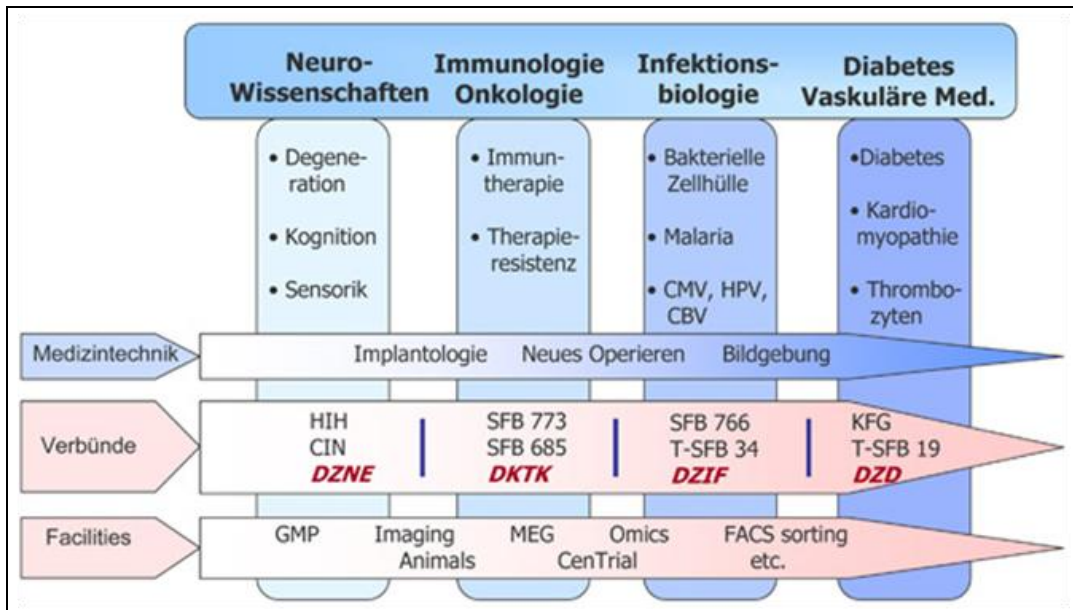 Neuro-
Wissenschaften
Immunologie
Onkologie
Infektions-
biologie
Diabetes
Vaskuläre Med.
• Degene-
ration
• Kognition
• Sensorik
• Immun-
therapie
• Therapie-
resistenz
• Bakterielle
Zellhülle
• Malaria
• CMV, HPV,
CBV
•Diabetes
• Kardio-
myopathie
• Thrombo-
zyten
Medizintechnik
Implantologie Neues Operieren Bildgebung
Verbünde
HIH
CIN
DZNE
SFB 773
SFB 685
DKTK
SFB 766
T-SFB 34
DZIF
KFG
T-SFB 19
DZD
Facilities
GMP Imaging MEG Omics FACS sorting
Animals CenTrial etc.